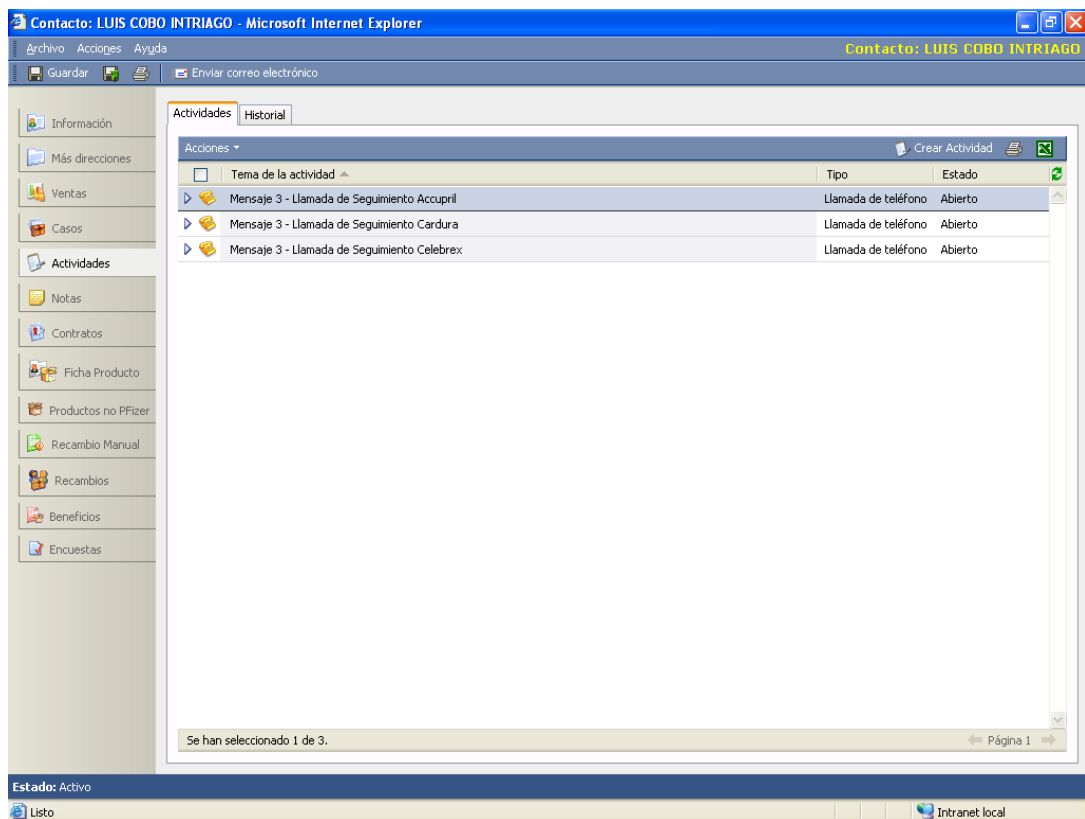 Contacto: LUIS COBO INTRIAGO - Microsoft Internet Explorer
Archivo Acciones Ayuda Contacto: LUIS COBO INTRIAGO
Guardar Enviar correo electrónico
Actividades Historial
Información
Más direcciones
Ventas
Casos
Actividades
Notas
Contratos
Ficha Producto
Productos no PFizer
Recambio Manual
Recambios
Beneficios
Encuestas
Acciones Crear Actividad
Tema de la actividad Tipo Estado
Mensaje 3 - Llamada de Seguimiento Accupril Llamada de teléfono Abierto
Mensaje 3 - Llamada de Seguimiento Cardura Llamada de teléfono Abierto
Mensaje 3 - Llamada de Seguimiento Celebrex Llamada de teléfono Abierto
Se han seleccionado 1 de 3. Página 1
Estado: Activo
Listo Intranet local